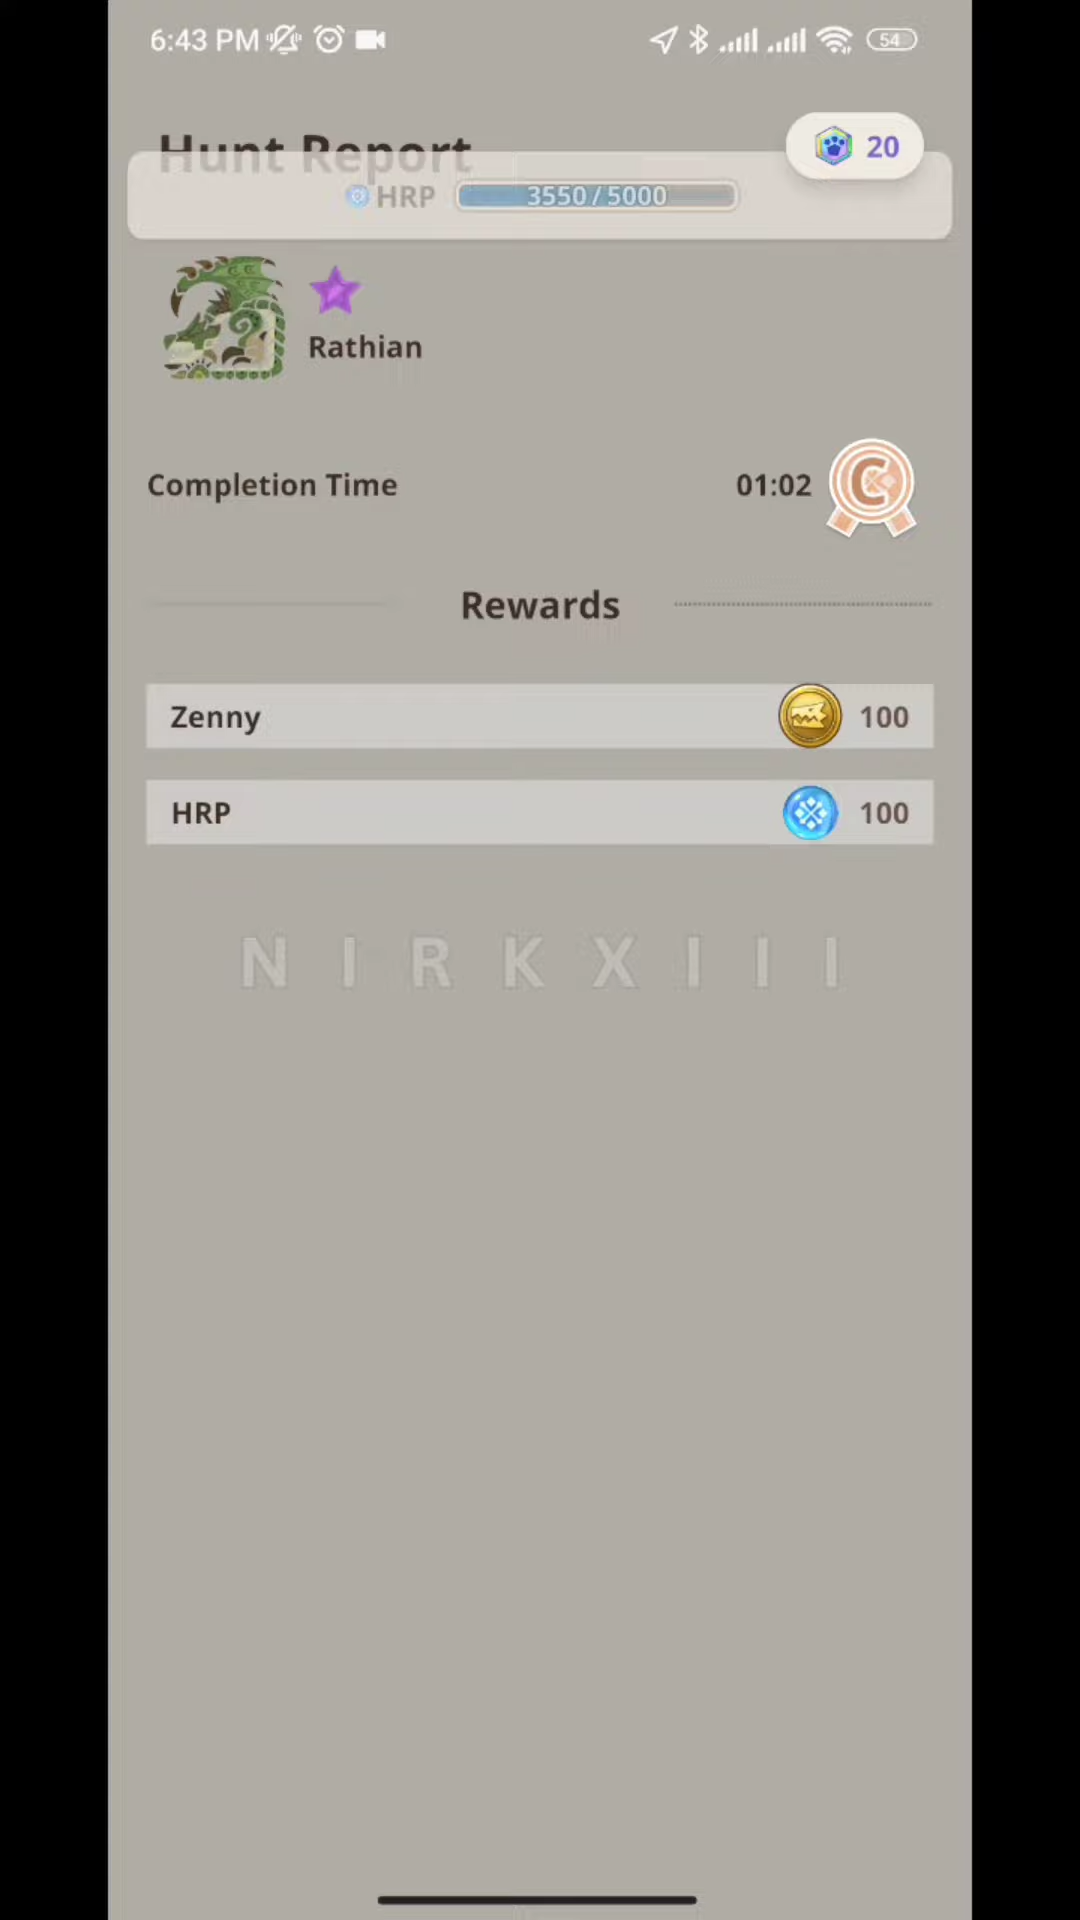 6:43 PM 54
Hunt Report
20
HRP 3550 / 5000
Rathian
Completion Time 01:02 C
Rewards
Zenny 100
HRP 100
NIRKXIII